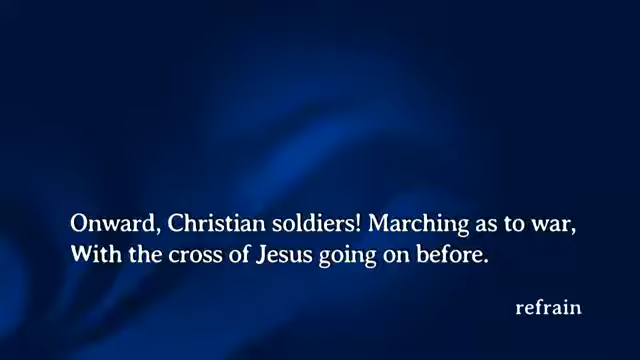 Onward, Christian soldiers! Marching as to war,
With the cross of Jesus going on before.
refrain